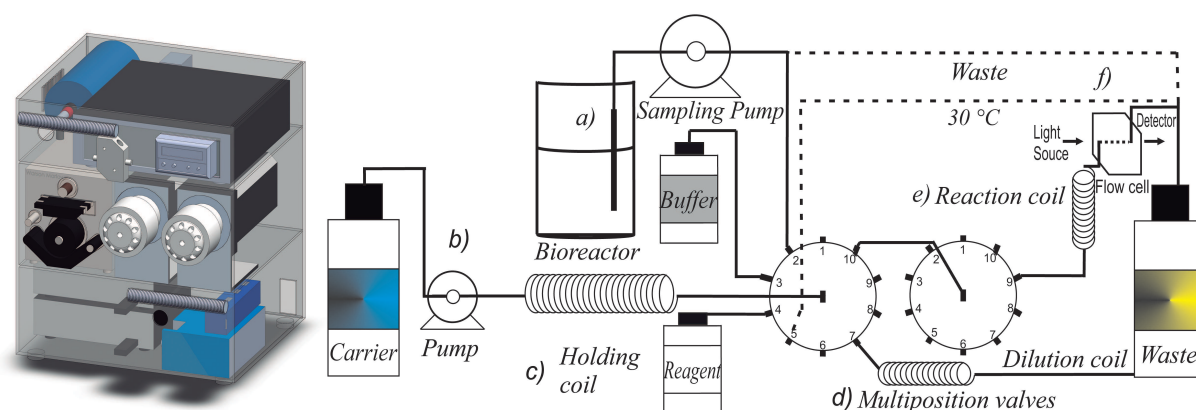 Waste
f)
a)
Sampling Pump
30 °C
Light
Souce
Detector
Flow cell
Buffer
e) Reaction coil
b)
Bioreactor
1
2
3
4
5
6
7
8
9
10
1
2
3
4
5
6
7
8
9
10
Carrier
Pump
c) Holding
coil
Reagent
Dilution coil
Waste
d) Multiposition valves